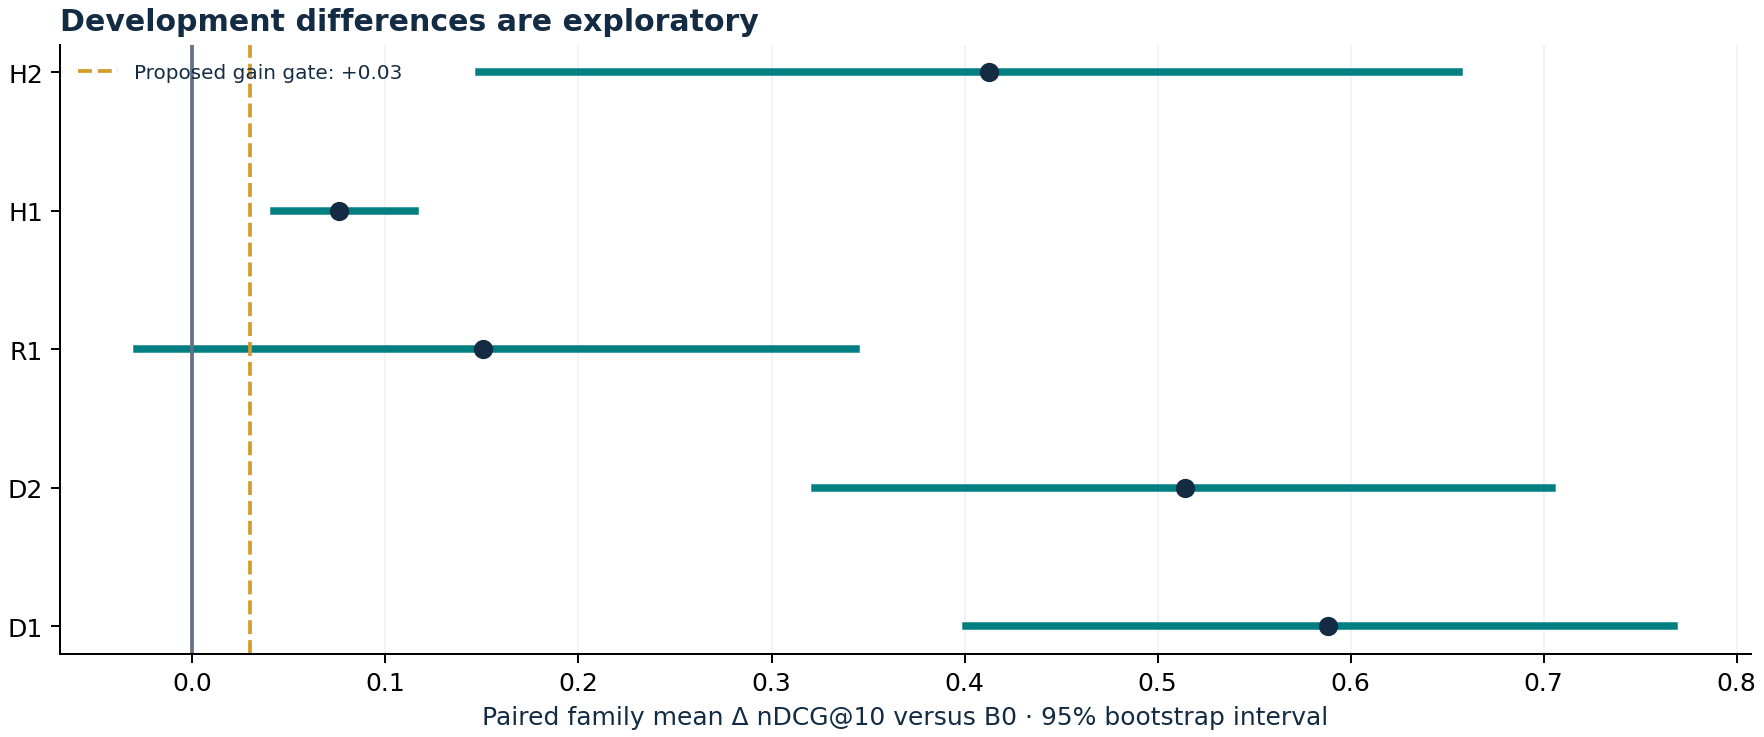 Development differences are exploratory
H2
Proposed gain gate: +0.03
H1
R1
D2
D1
0.0 0.1 0.2 0.3 0.4 0.5 0.6 0.7 0.8
Paired family mean Δ nDCG@10 versus B0 · 95% bootstrap interval